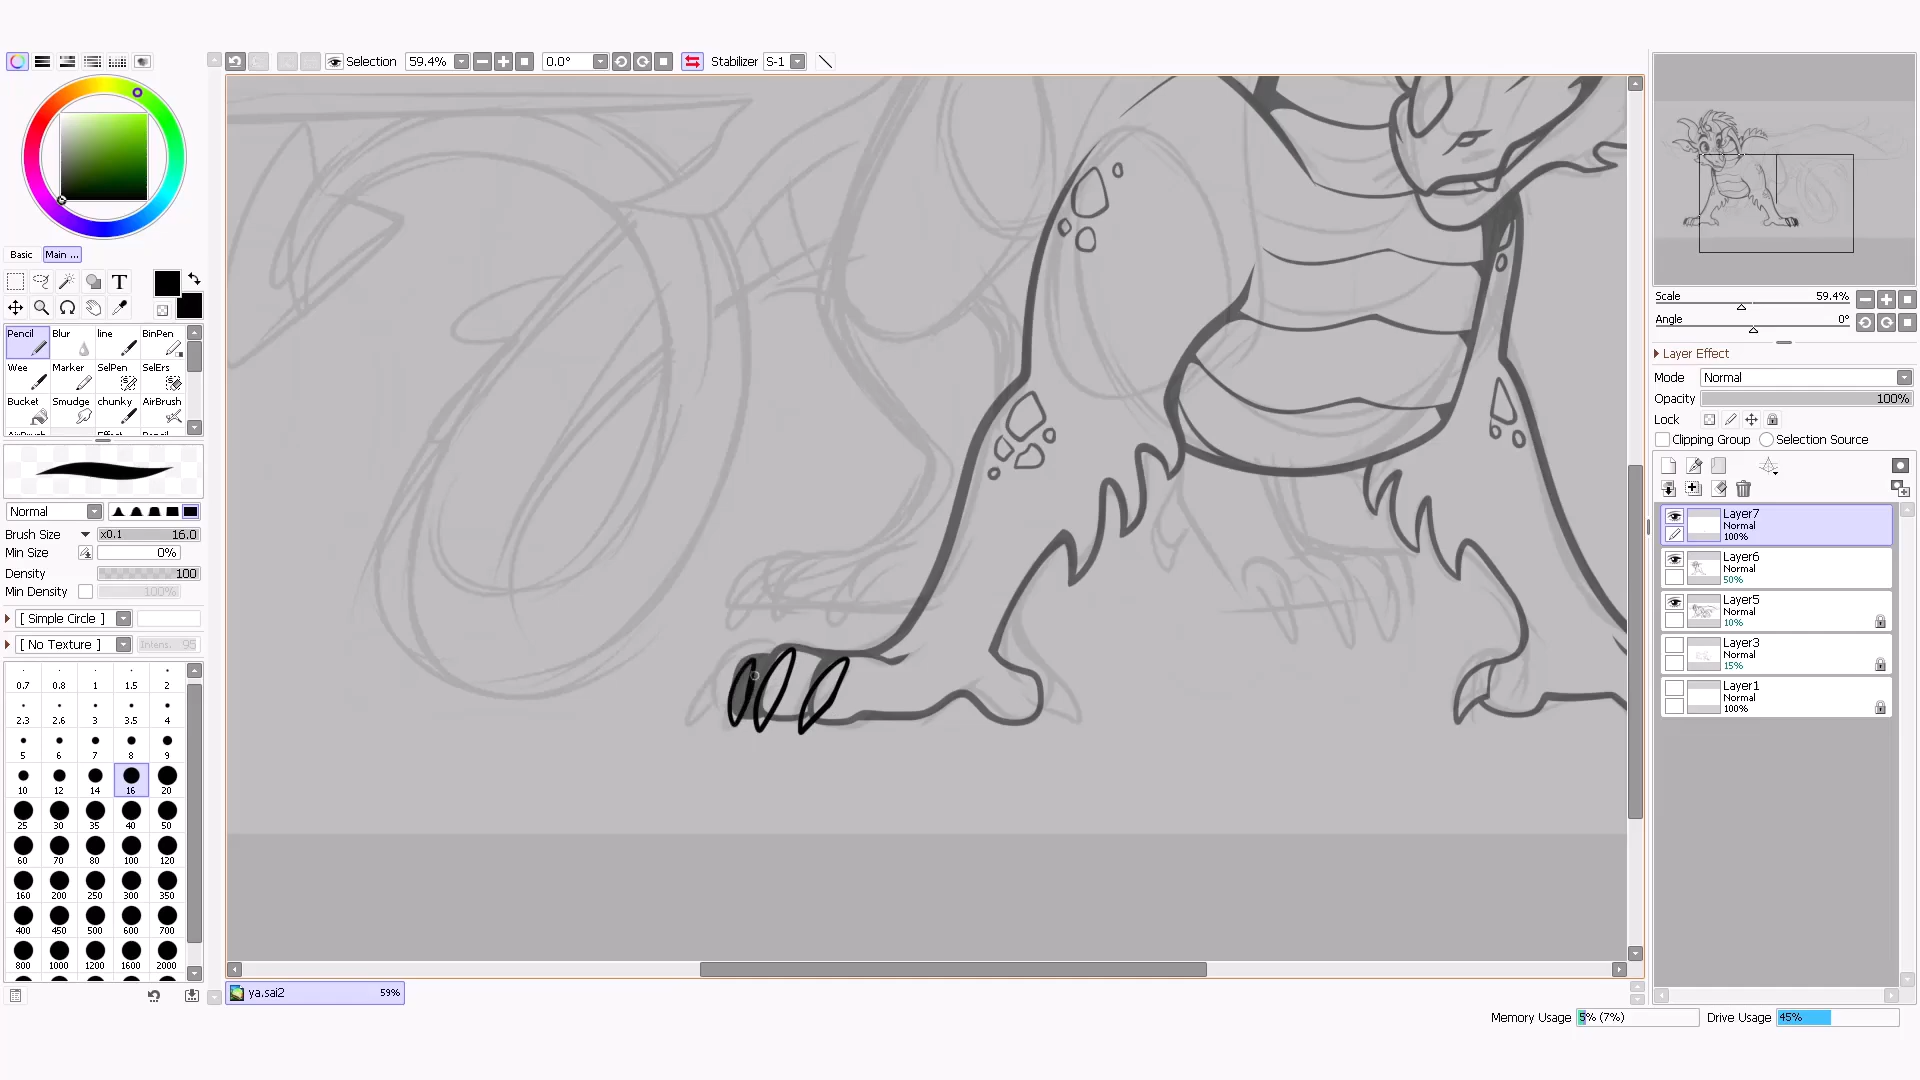 Selection 59.4% 0.0° Stabilizer S-1
Basic Main ...
T
Pencil Blur line BinPen
Wee Marker SelPen SelErs
Bucket Smudge chunky AirBrush
Normal
Brush Size x0.1 16.0
Min Size 0%
Density 100
Min Density 100%
[ Simple Circle ]
[ No Texture ] Intens. 95
0.7 0.8 1 1.5 2
2.3 2.6 3 3.5 4
5 6 7 8 9
10 12 14 16 20
25 30 35 40 50
60 70 80 100 120
160 200 250 300 350
400 450 500 600 700
800 1000 1200 1600 2000
ya.sai2 59%
Scale 59.4%
Angle 0°
Layer Effect
Mode Normal
Opacity 100%
Lock
Clipping Group Selection Source
Layer7
Normal
100%
Layer6
Normal
50%
Layer5
Normal
10%
Layer3
Normal
15%
Layer1
Normal
100%
Memory Usage 5% (7%) Drive Usage 45%